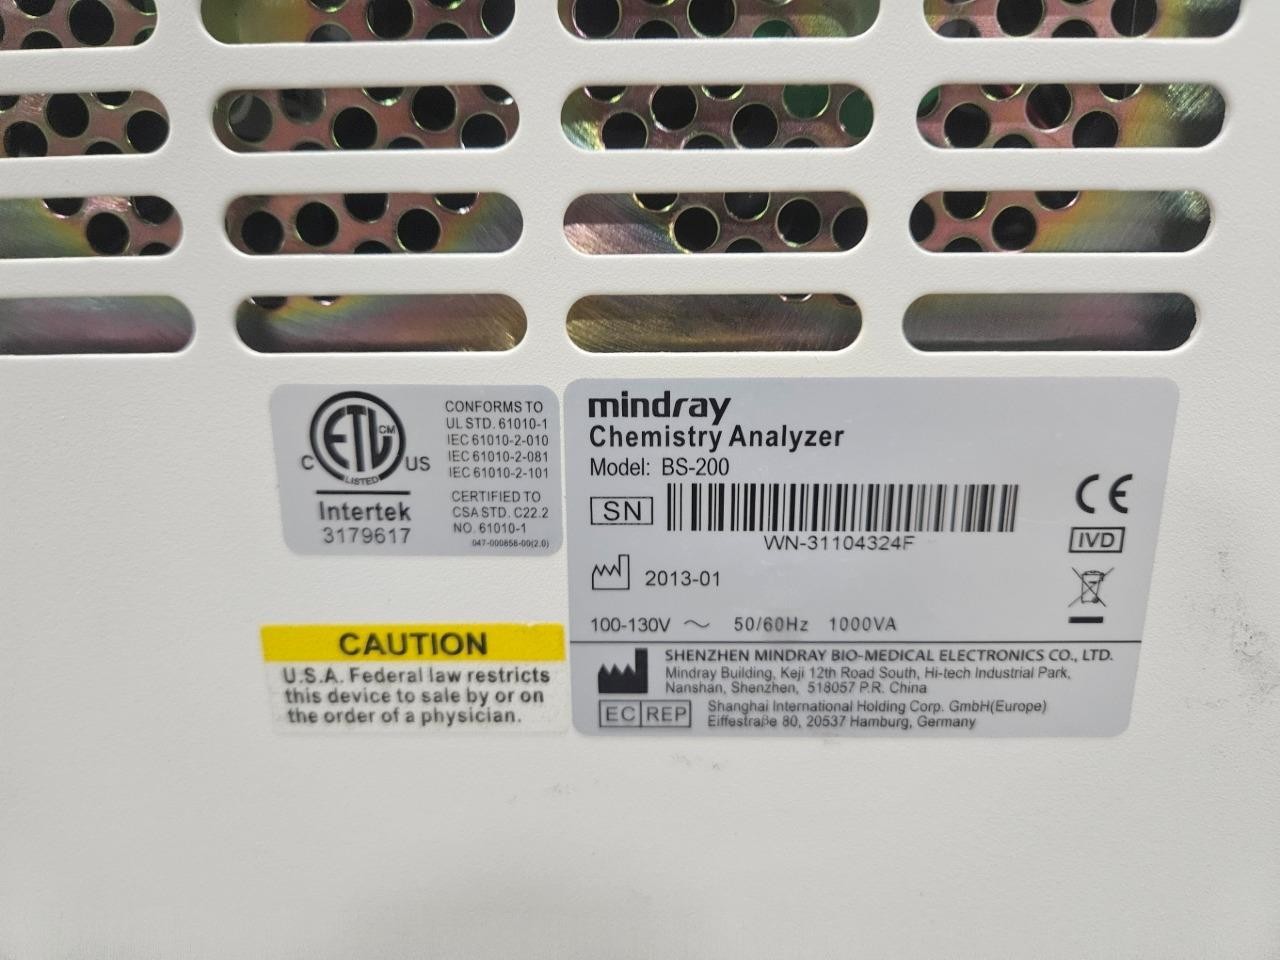 ETL CM
C US
LISTED
Intertek
3179617
CONFORMS TO
UL STD. 61010-1
IEC 61010-2-010
IEC 61010-2-081
IEC 61010-2-101
CERTIFIED TO
CSA STD. C22.2
NO. 61010-1
047-000858-00(2.0)
mindray
Chemistry Analyzer
Model: BS-200
SN
WN-31104324F
CE
IVD
2013-01
100-130V ～ 50/60Hz 1000VA
SHENZHEN MINDRAY BIO-MEDICAL ELECTRONICS CO., LTD.
Mindray Building, Keji 12th Road South, Hi-tech Industrial Park,
Nanshan, Shenzhen, 518057 P.R. China
EC REP
Shanghai International Holding Corp. GmbH(Europe)
Eiffestraße 80, 20537 Hamburg, Germany
CAUTION
U.S.A. Federal law restricts
this device to sale by or on
the order of a physician.